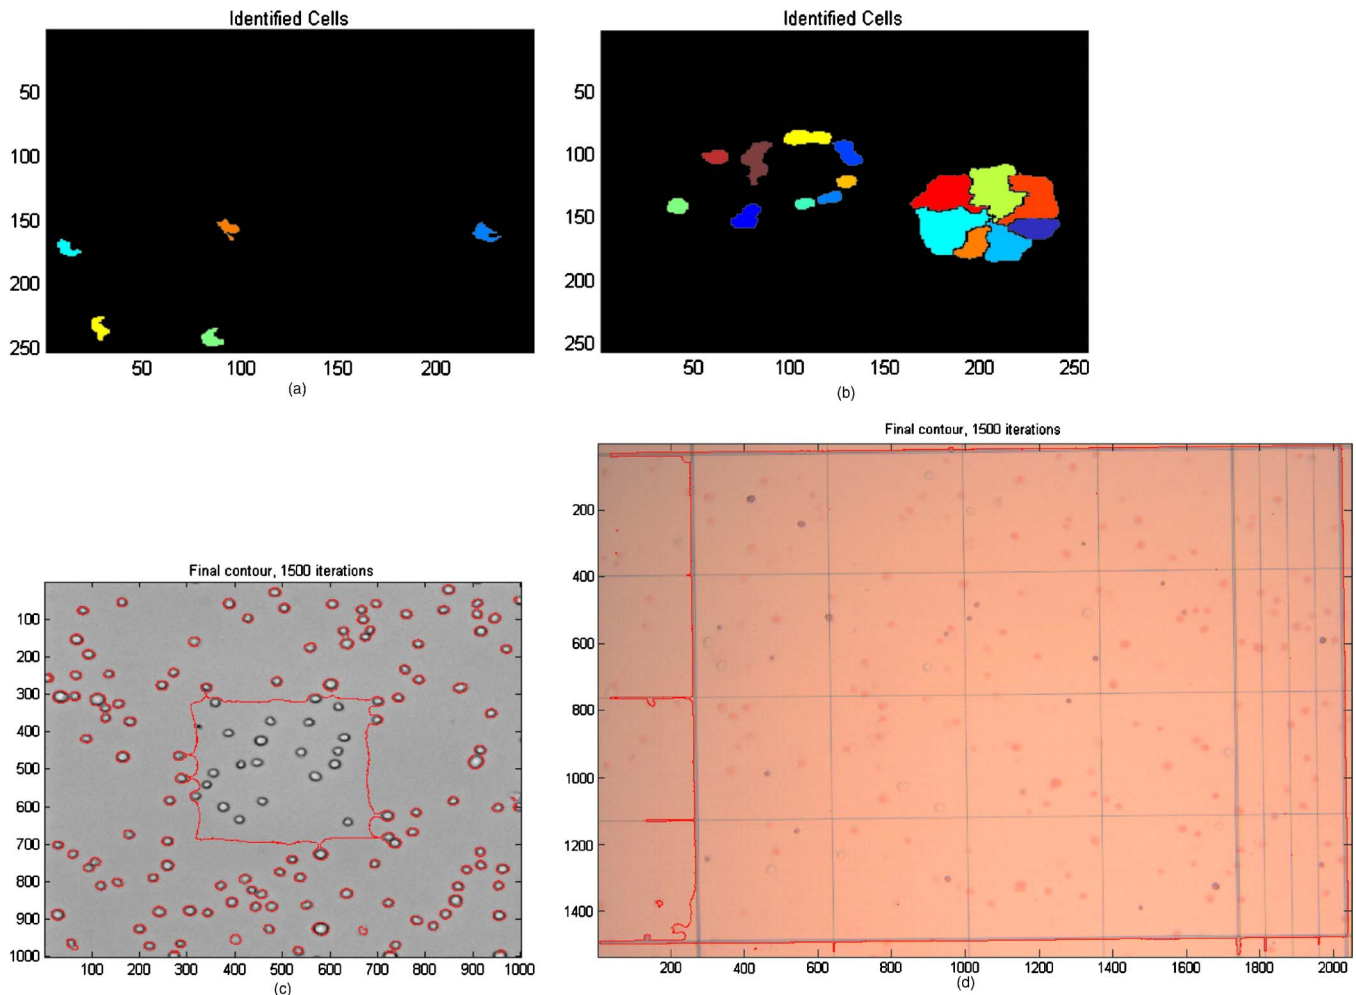 Identified Cells
50
100
150
200
250
50 100 150 200
(a)
Identified Cells
50
100
150
200
250
50 100 150 200 250
(b)
Final contour, 1500 iterations
100
200
300
400
500
600
700
800
900
1000
100 200 300 400 500 600 700 800 900 1000
(c)
Final contour, 1500 iterations
200
400
600
800
1000
1200
1400
200 400 600 800 1000 1200 1400 1600 1800 2000
(d)